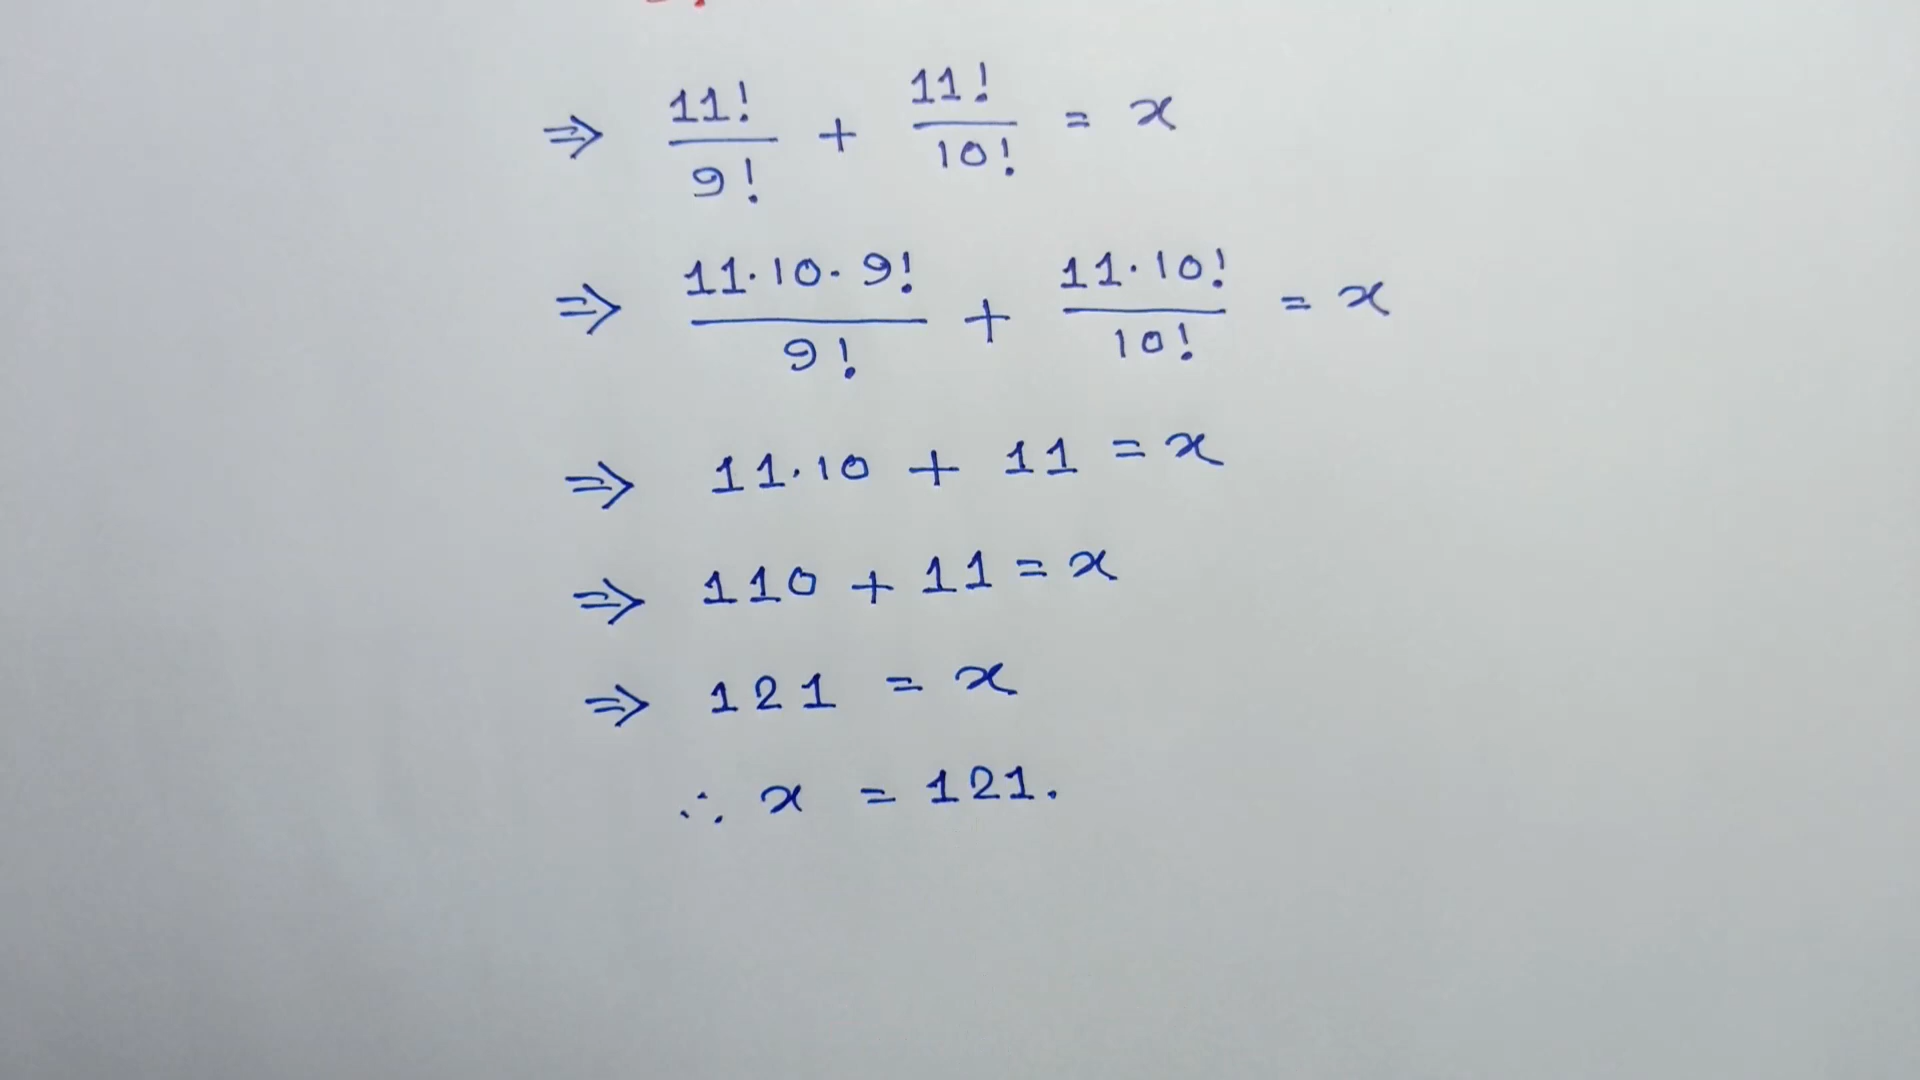 ⇒ 11!/9! + 11!/10! = x
⇒ 11·10·9!/9! + 11·10!/10! = x
⇒ 11·10 + 11 = x
⇒ 110 + 11 = x
⇒ 121 = x
∴ x = 121.